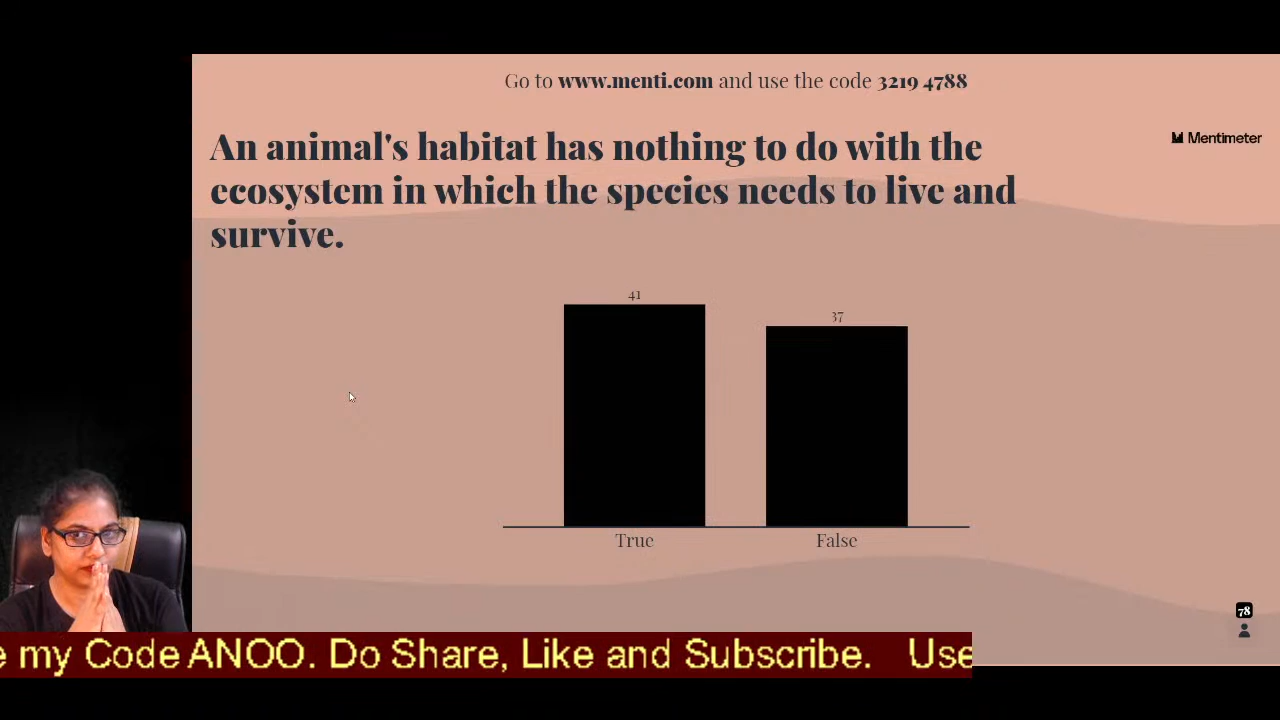 Go to www.menti.com and use the code 3219 4788
Mentimeter
An animal's habitat has nothing to do with the
ecosystem in which the species needs to live and
survive.
41
37
True
False
78
e my Code ANOO. Do Share, Like and Subscribe. Use